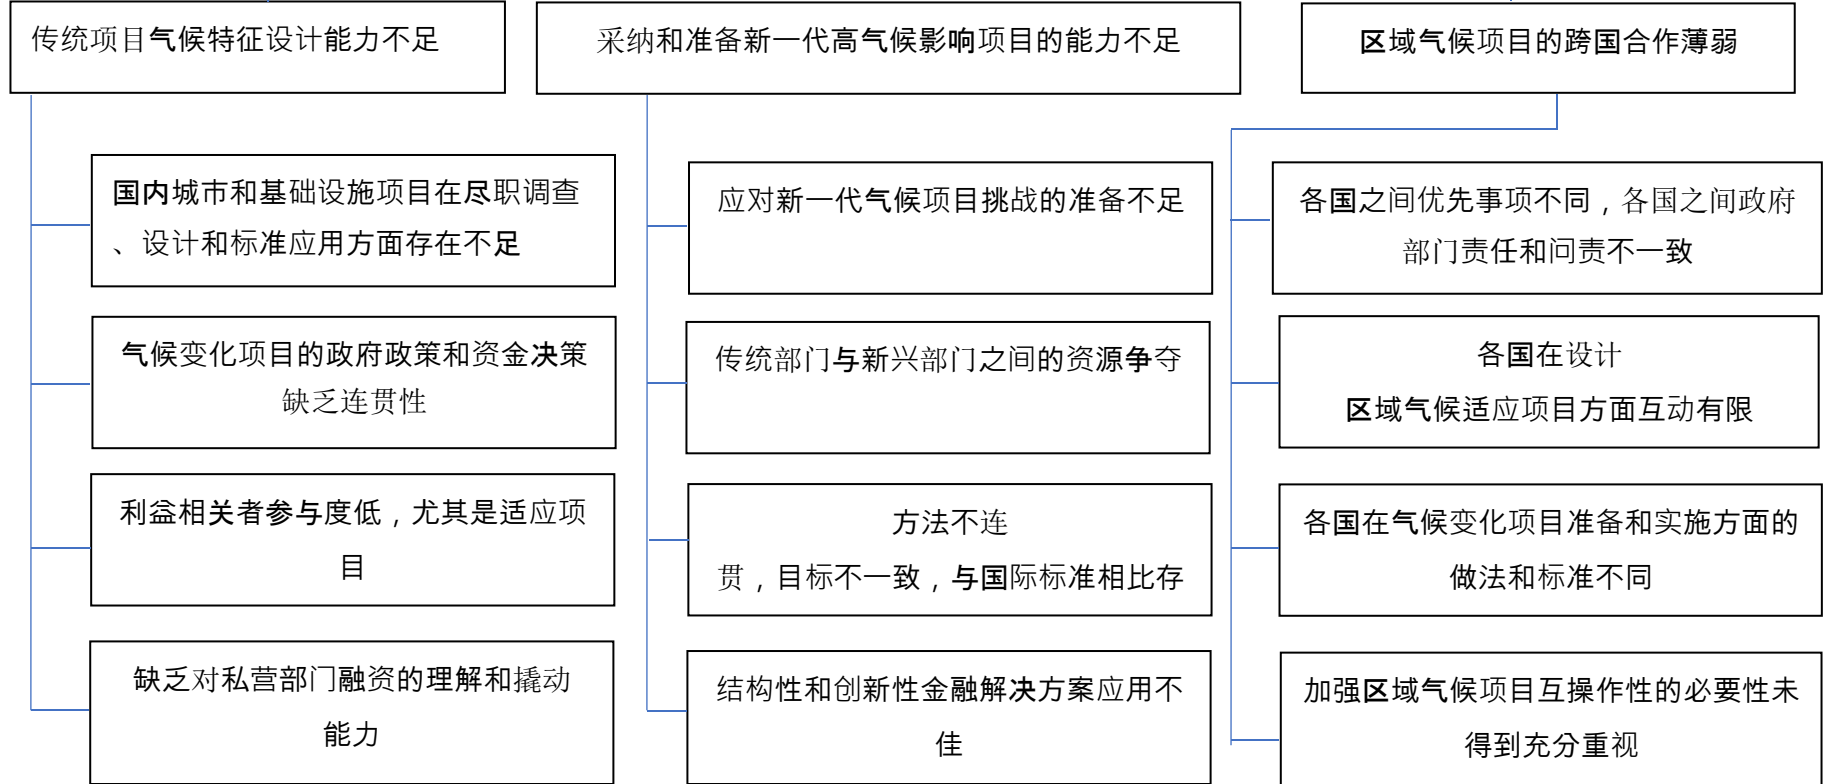 传统项目气候特征设计能力不足
国内城市和基础设施项目在尽职调查
、设计和标准应用方面存在不足
气候变化项目的政府政策和资金决策
缺乏连贯性
利益相关者参与度低，尤其是适应项
目
缺乏对私营部门融资的理解和撬动
能力
采纳和准备新一代高气候影响项目的能力不足
应对新一代气候项目挑战的准备不足
传统部门与新兴部门之间的资源争夺
方法不连
贯，目标不一致，与国际标准相比存
结构性和创新性金融解决方案应用不
佳
区域气候项目的跨国合作薄弱
各国之间优先事项不同，各国之间政府
部门责任和问责不一致
各国在设计
区域气候适应项目方面互动有限
各国在气候变化项目准备和实施方面的
做法和标准不同
加强区域气候项目互操作性的必要性未
得到充分重视